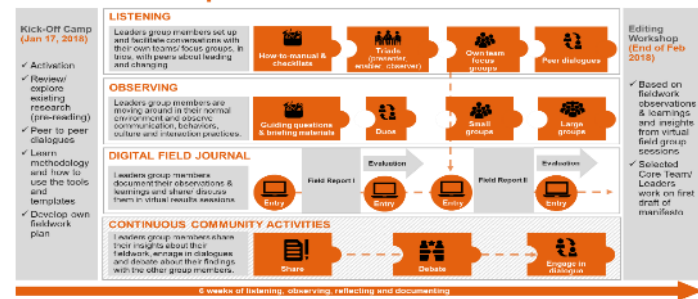 Kick-Off Camp
(Jan 17, 2018)
✓ Activation
✓ Review/
explore
existing
research
(pre-reading)
✓ Peer to peer
dialogues
✓ Learn
methodology
and how to
use the tools
and
templates
✓ Develop own
fieldwork
plan
LISTENING
Leaders group members set up
and facilitate conversations with
their own teams/ focus groups, in
trios, with peers about leading
and changing
How-to-manual &
checklists
Triads
(presenter,
enabler, observer)
Own team
focus
groups
Peer dialogues
OBSERVING
Leaders group members are
moving around in their normal
environment and observe
communication, behaviors,
culture and interaction practices.
Guiding questions
& briefing materials
Duos
Small
groups
Large
groups
DIGITAL FIELD JOURNAL
Leaders group members
document their observations &
learnings and sharer discuss
them in virtual results sessions
Entry
Field Report I
Evaluation
Entry
Entry
Field Report II
Evaluation
Entry
CONTINUOUS COMMUNITY ACTIVITIES
Leaders group members share
their insights about their
fieldwork, engage in dialogues
and debate about their findings
with the other group members.
Share
Debate
Engage in
dialogue
Editing
Workshop
(End of Feb
2018)
✓ Based on
fieldwork
observations
& learnings
and insights
from virtual
field group
sessions
✓ Selected
Core Team/
Leaders
work on first
draft of
manifesto
6 weeks of listening, observing, reflecting and documenting